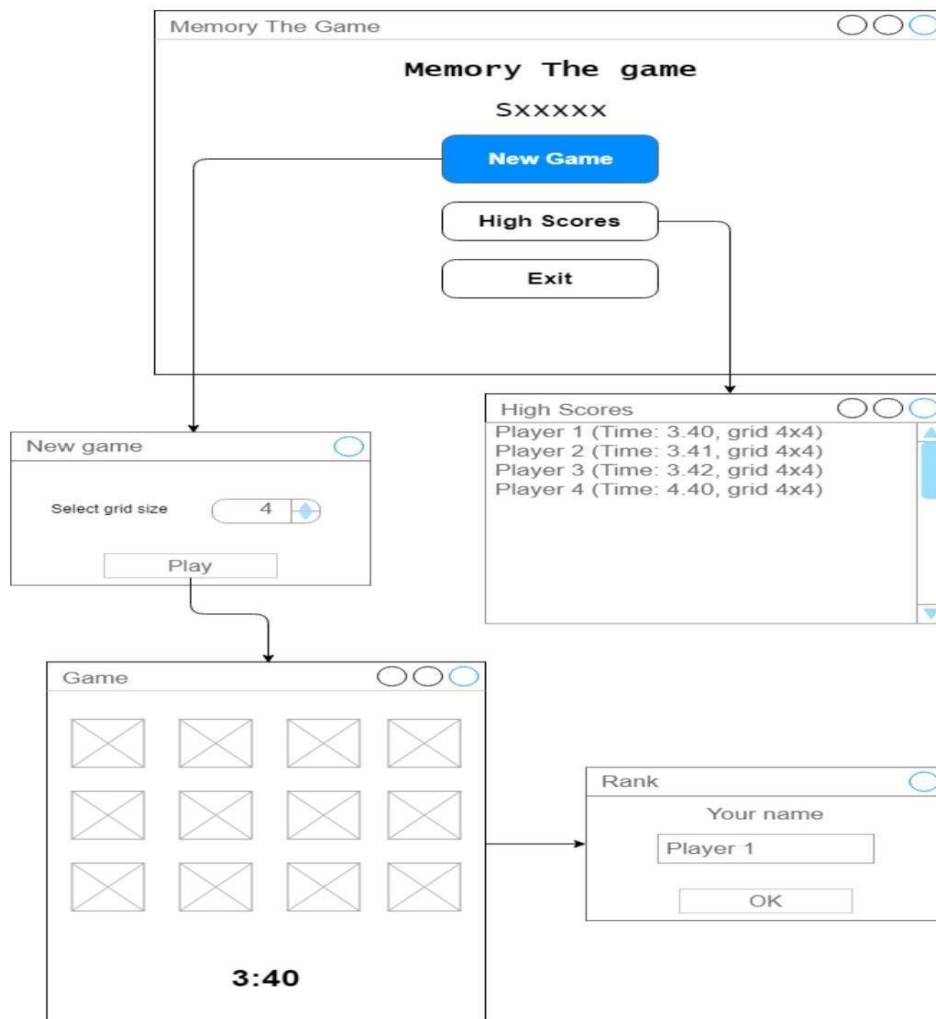 Memory The Game
Memory The game
Sxxxxx
New Game
High Scores
Exit
High Scores
Player 1 (Time: 3.40, grid 4x4)
Player 2 (Time: 3.41, grid 4x4)
Player 3 (Time: 3.42, grid 4x4)
Player 4 (Time: 4.40, grid 4x4)
New game
Select grid size 4
Play
Game
3:40
Rank
Your name
Player 1
OK